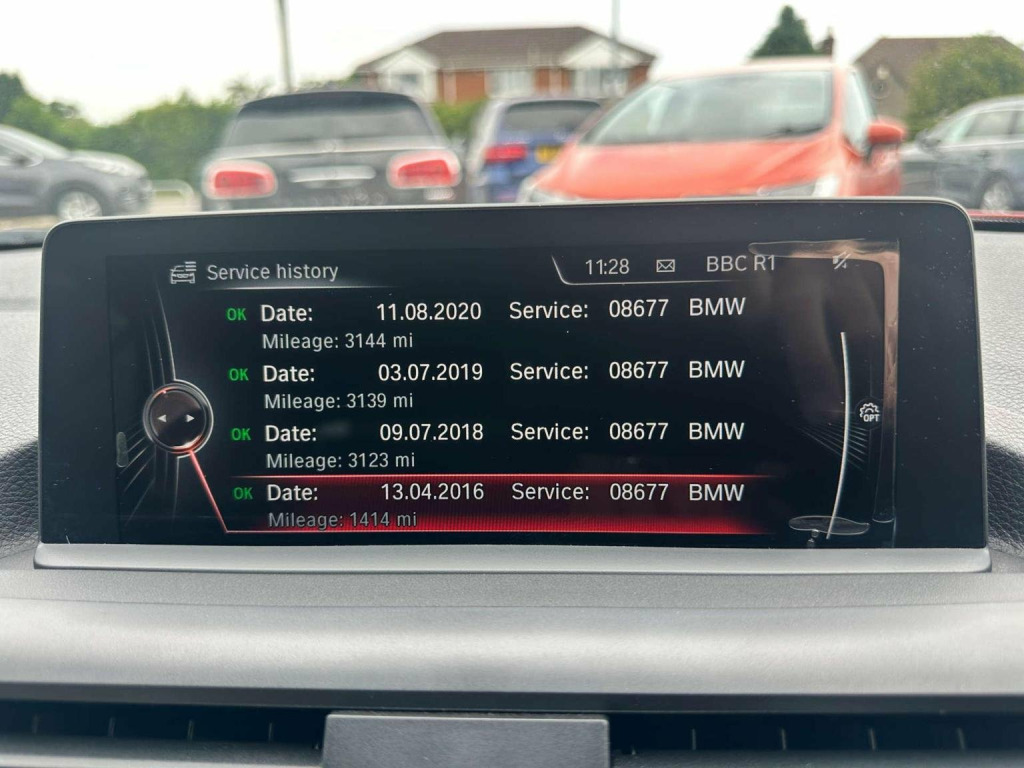 Service history
11:28 BBC R1
OK Date: 11.08.2020 Service: 08677 BMW
Mileage: 3144 mi
OK Date: 03.07.2019 Service: 08677 BMW
Mileage: 3139 mi
OK Date: 09.07.2018 Service: 08677 BMW
Mileage: 3123 mi
OK Date: 13.04.2016 Service: 08677 BMW
Mileage: 1414 mi
OPT